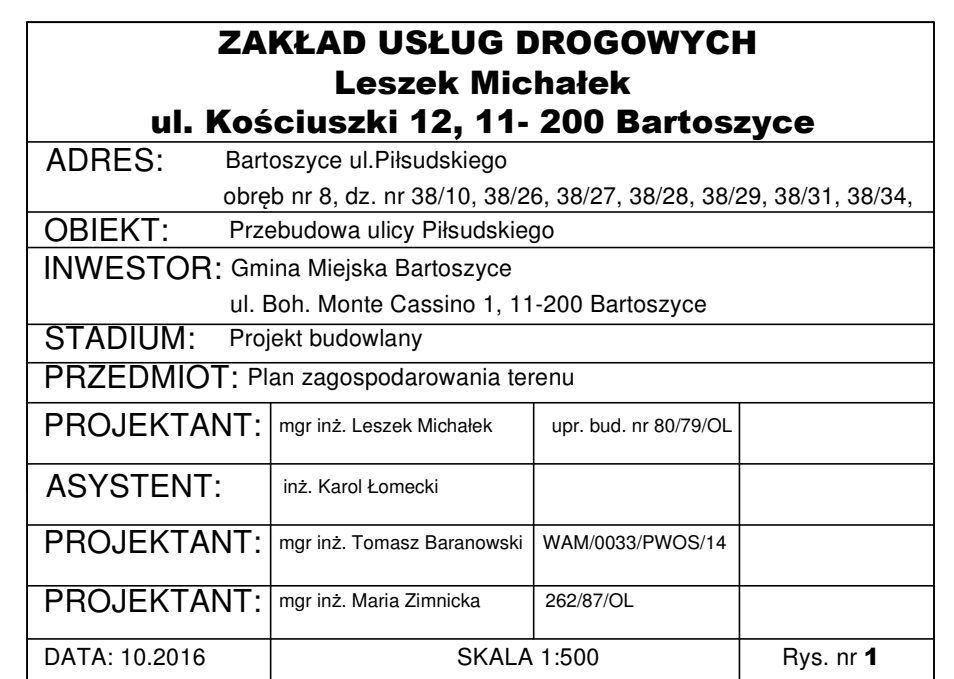 ZAKŁAD USŁUG DROGOWYCH
Leszek Michałek
ul. Kościuszki 12, 11- 200 Bartoszyce
ADRES: Bartoszyce ul.Piłsudskiego
obręb nr 8, dz. nr 38/10, 38/26, 38/27, 38/28, 38/29, 38/31, 38/34,
OBIEKT: Przebudowa ulicy Piłsudskiego
INWESTOR: Gmina Miejska Bartoszyce
ul. Boh. Monte Cassino 1, 11-200 Bartoszyce
STADIUM: Projekt budowlany
PRZEDMIOT: Plan zagospodarowania terenu
PROJEKTANT: mgr inż. Leszek Michałek upr. bud. nr 80/79/OL
ASYSTENT: inż. Karol Łomecki
PROJEKTANT: mgr inż. Tomasz Baranowski WAM/0033/PWOS/14
PROJEKTANT: mgr inż. Maria Zimnicka 262/87/OL
DATA: 10.2016 SKALA 1:500 Rys. nr 1